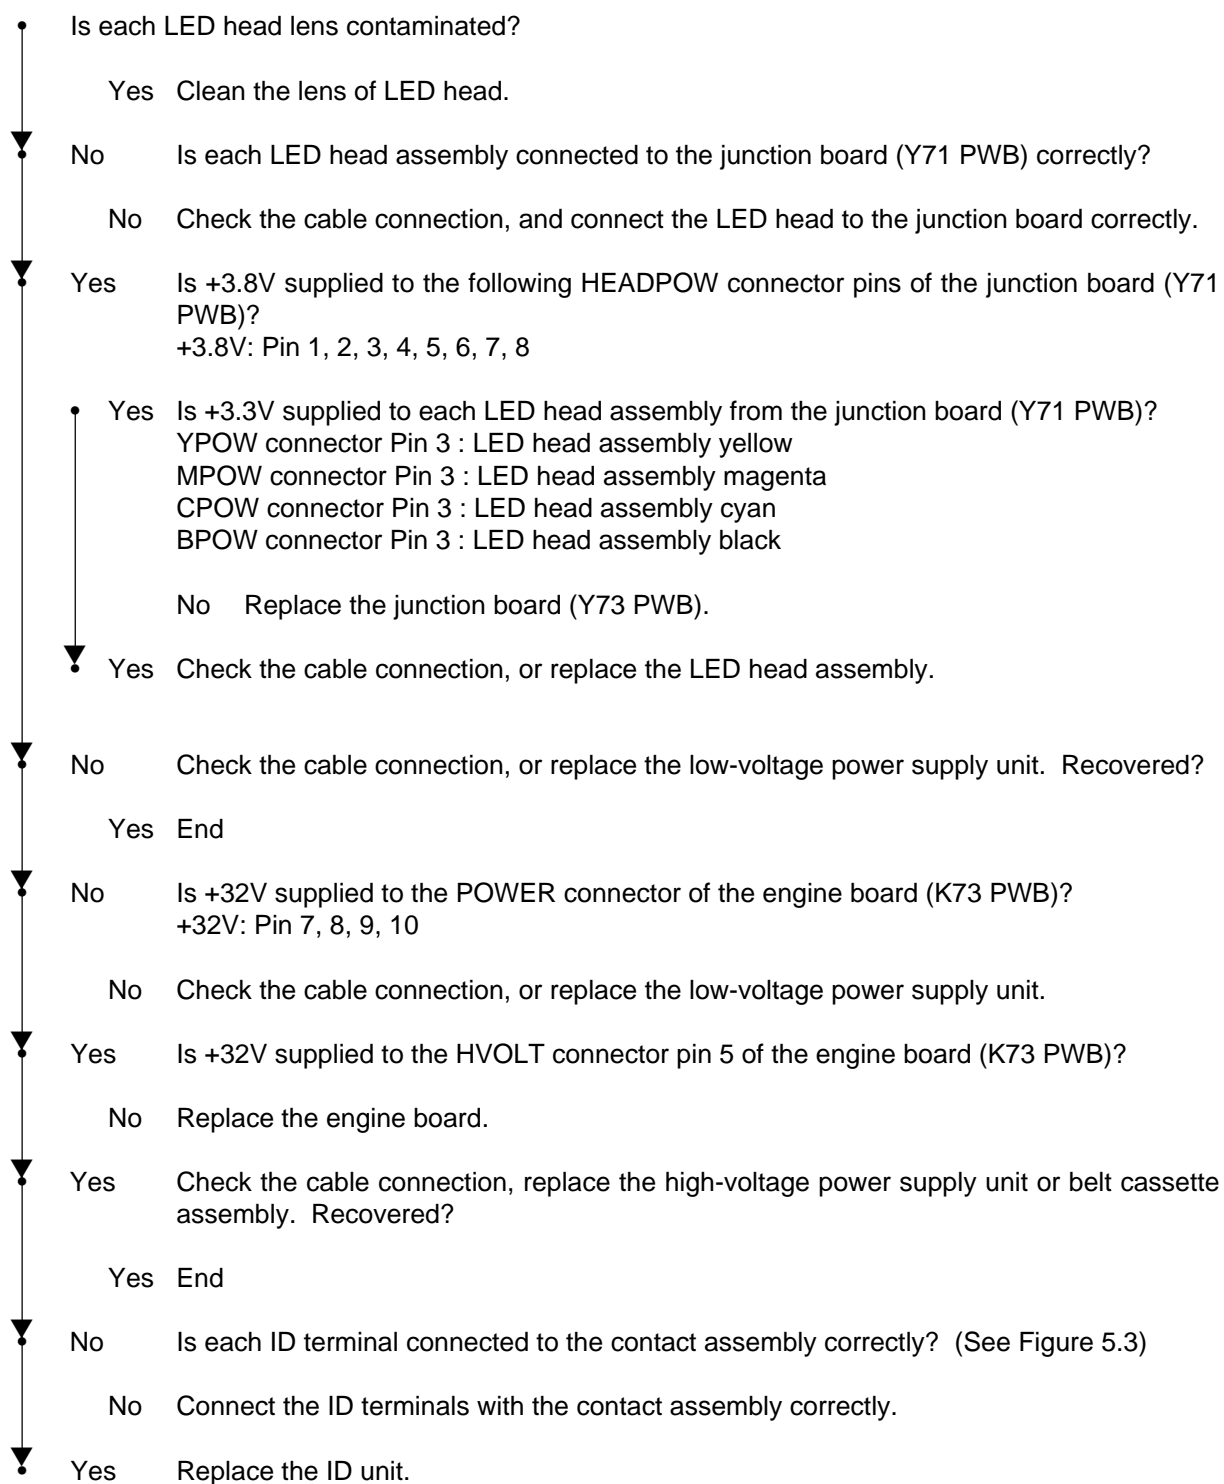 Is each LED head lens contaminated?
Yes Clean the lens of LED head.
No Is each LED head assembly connected to the junction board (Y71 PWB) correctly?
No Check the cable connection, and connect the LED head to the junction board correctly.
Yes Is +3.8V supplied to the following HEADPOW connector pins of the junction board (Y71
PWB)?
+3.8V: Pin 1, 2, 3, 4, 5, 6, 7, 8
Yes Is +3.3V supplied to each LED head assembly from the junction board (Y71 PWB)?
YPOW connector Pin 3 : LED head assembly yellow
MPOW connector Pin 3 : LED head assembly magenta
CPOW connector Pin 3 : LED head assembly cyan
BPOW connector Pin 3 : LED head assembly black
No Replace the junction board (Y73 PWB).
Yes Check the cable connection, or replace the LED head assembly.
No Check the cable connection, or replace the low-voltage power supply unit. Recovered?
Yes End
No Is +32V supplied to the POWER connector of the engine board (K73 PWB)?
+32V: Pin 7, 8, 9, 10
No Check the cable connection, or replace the low-voltage power supply unit.
Yes Is +32V supplied to the HVOLT connector pin 5 of the engine board (K73 PWB)?
No Replace the engine board.
Yes Check the cable connection, replace the high-voltage power supply unit or belt cassette
assembly. Recovered?
Yes End
No Is each ID terminal connected to the contact assembly correctly? (See Figure 5.3)
No Connect the ID terminals with the contact assembly correctly.
Yes Replace the ID unit.